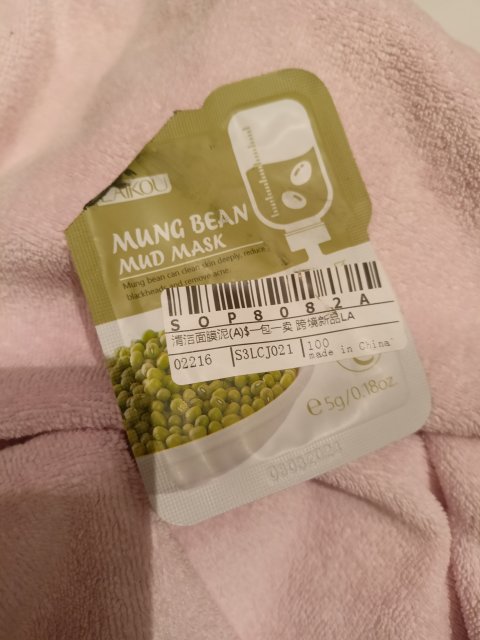 LAIKOU
MUNG BEAN
MUD MASK
Mung bean can clean skin deeply, reduce
blackheads and remove acne.
SOP8082A
清洁面膜泥(A)$一包一卖 跨境新品LA
02216 S3LCJ021 100
made in China
e 5g/0.18oz.
03032024